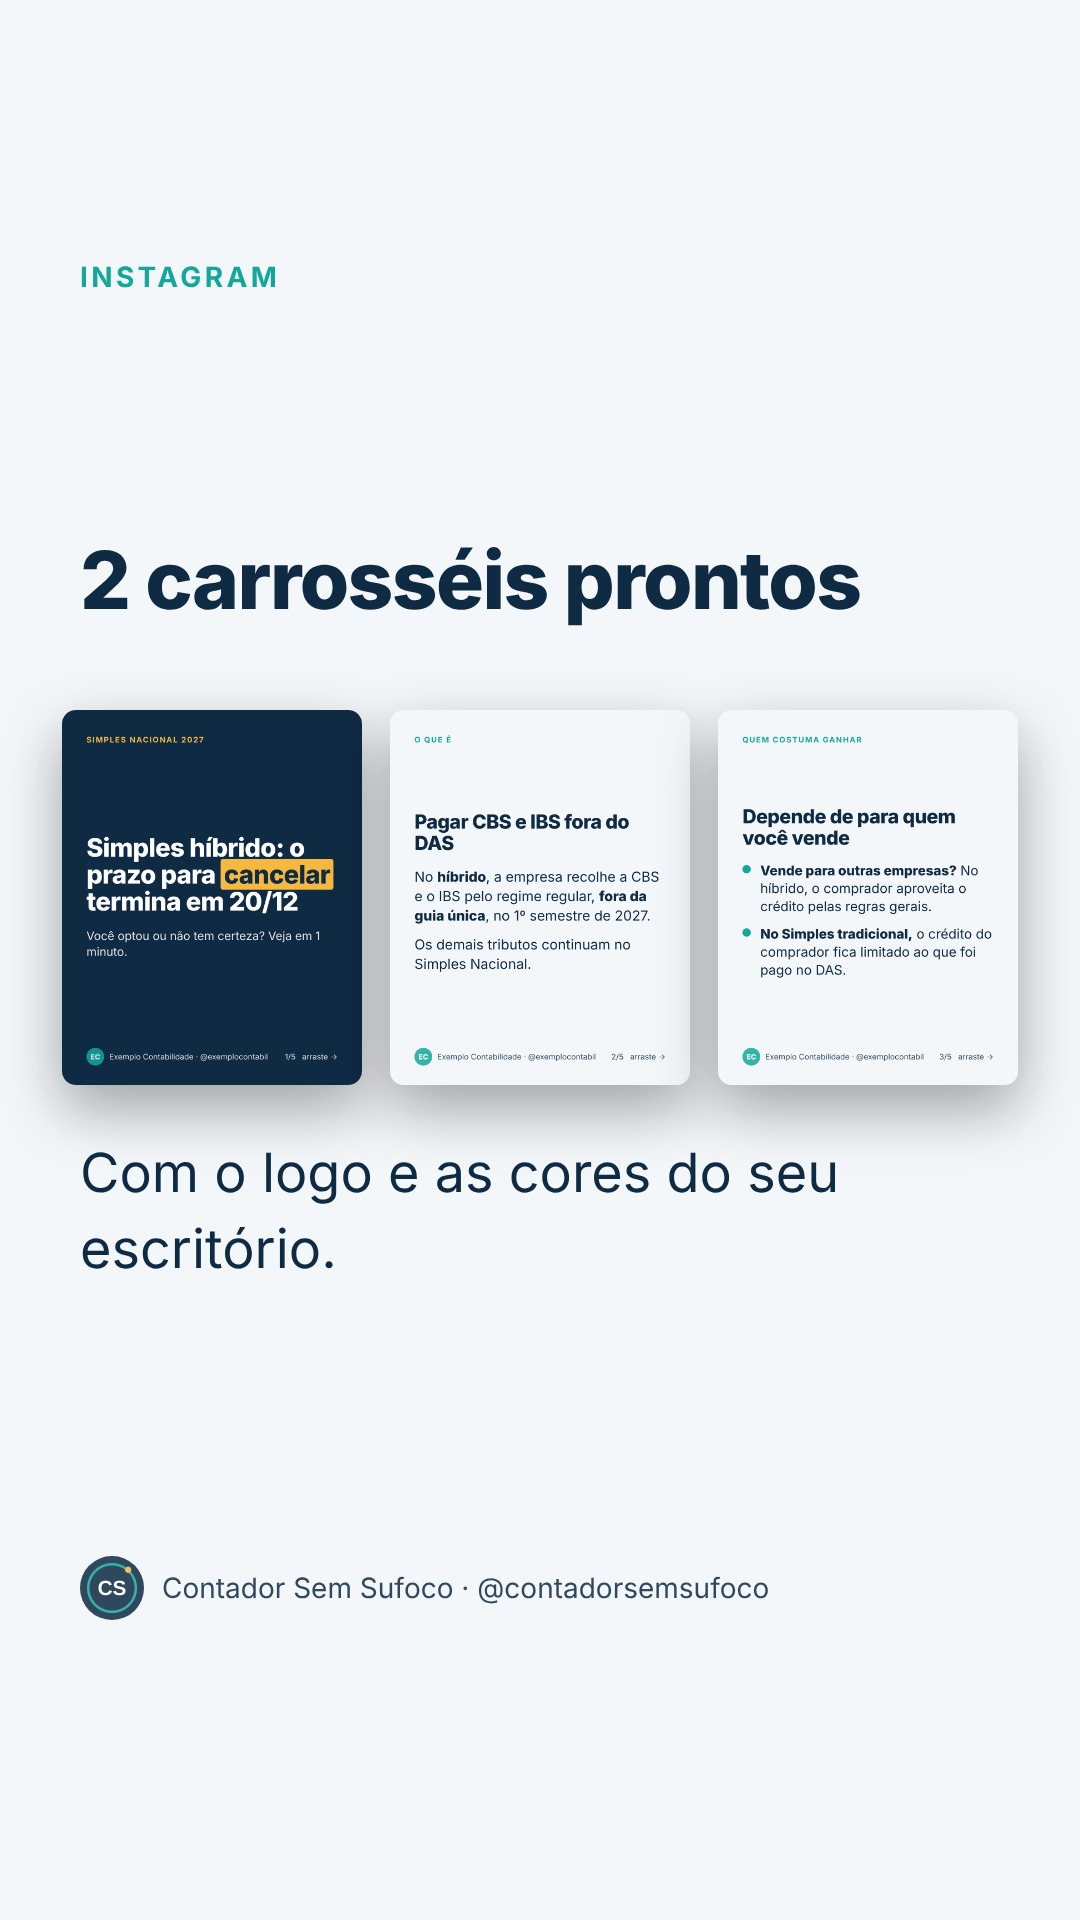 INSTAGRAM
2 carrosséis prontos
SIMPLES NACIONAL 2027
Simples híbrido: o
prazo para cancelar
termina em 20/12
Você optou ou não tem certeza? Veja em 1
minuto.
EC Exemplo Contabilidade · @exemplocontabil 1/5 arraste →
O QUE É
Pagar CBS e IBS fora do
DAS
No híbrido, a empresa recolhe a CBS
e o IBS pelo regime regular, fora da
guia única, no 1º semestre de 2027.
Os demais tributos continuam no
Simples Nacional.
EC Exemplo Contabilidade · @exemplocontabil 2/5 arraste →
QUEM COSTUMA GANHAR
Depende de para quem
você vende
Vende para outras empresas? No
híbrido, o comprador aproveita o
crédito pelas regras gerais.
No Simples tradicional, o crédito do
comprador fica limitado ao que foi
pago no DAS.
EC Exemplo Contabilidade · @exemplocontabil 3/5 arraste →
Com o logo e as cores do seu
escritório.
CS Contador Sem Sufoco · @contadorsemsufoco